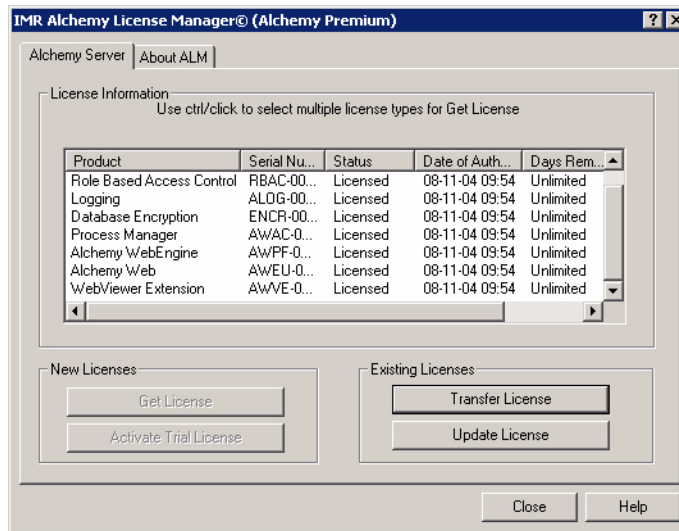 IMR Alchemy License Manager© (Alchemy Premium)
Alchemy Server About ALM
License Information
Use ctrl/click to select multiple license types for Get License
Product Serial Nu... Status Date of Auth... Days Rem...
Role Based Access Control RBAC-00... Licensed 08-11-04 09:54 Unlimited
Logging ALOG-00... Licensed 08-11-04 09:54 Unlimited
Database Encryption ENCR-00... Licensed 08-11-04 09:54 Unlimited
Process Manager AWAC-0... Licensed 08-11-04 09:54 Unlimited
Alchemy WebEngine AWPF-0... Licensed 08-11-04 09:54 Unlimited
Alchemy Web AWEU-0... Licensed 08-11-04 09:54 Unlimited
WebViewer Extension AWVE-0... Licensed 08-11-04 09:54 Unlimited
New Licenses Existing Licenses
Get License Transfer License
Activate Trial License Update License
Close Help